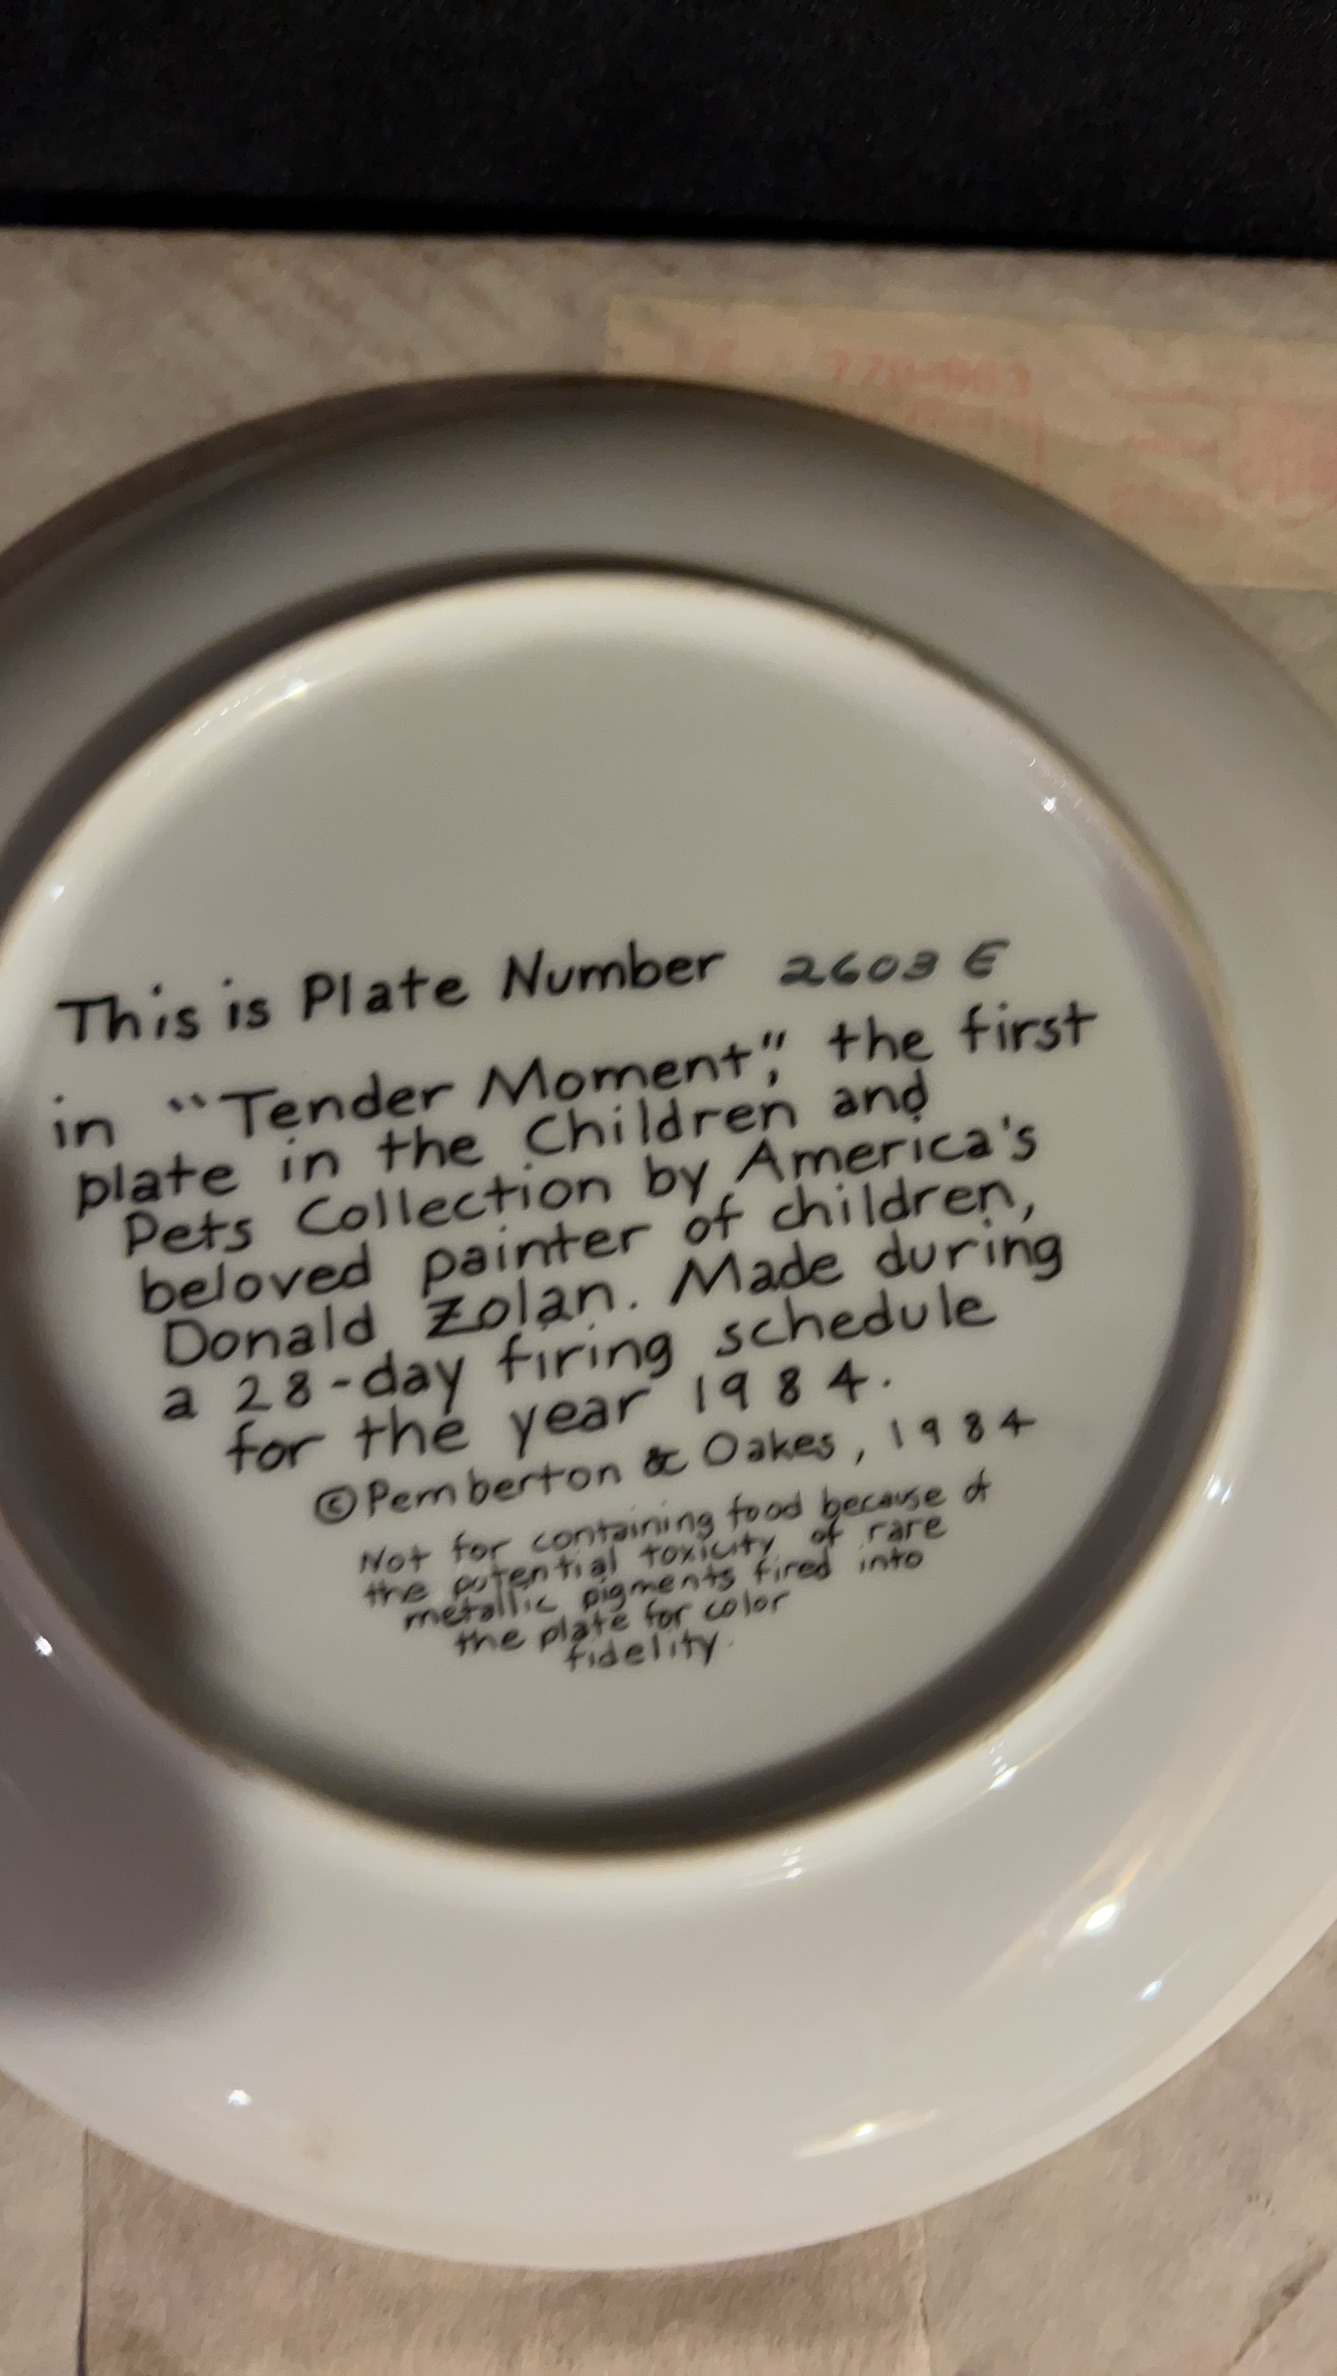 770-963
This is Plate Number 2603 E
in "Tender Moment", the first
plate in the Children and
Pets Collection by America's
beloved painter of children,
Donald Zolan. Made during
a 28-day firing schedule
for the year 1984.
©Pemberton & Oakes, 1984
Not for containing food because of
the potential toxicity of rare
metallic pigments fired into
the plate for color
fidelity.